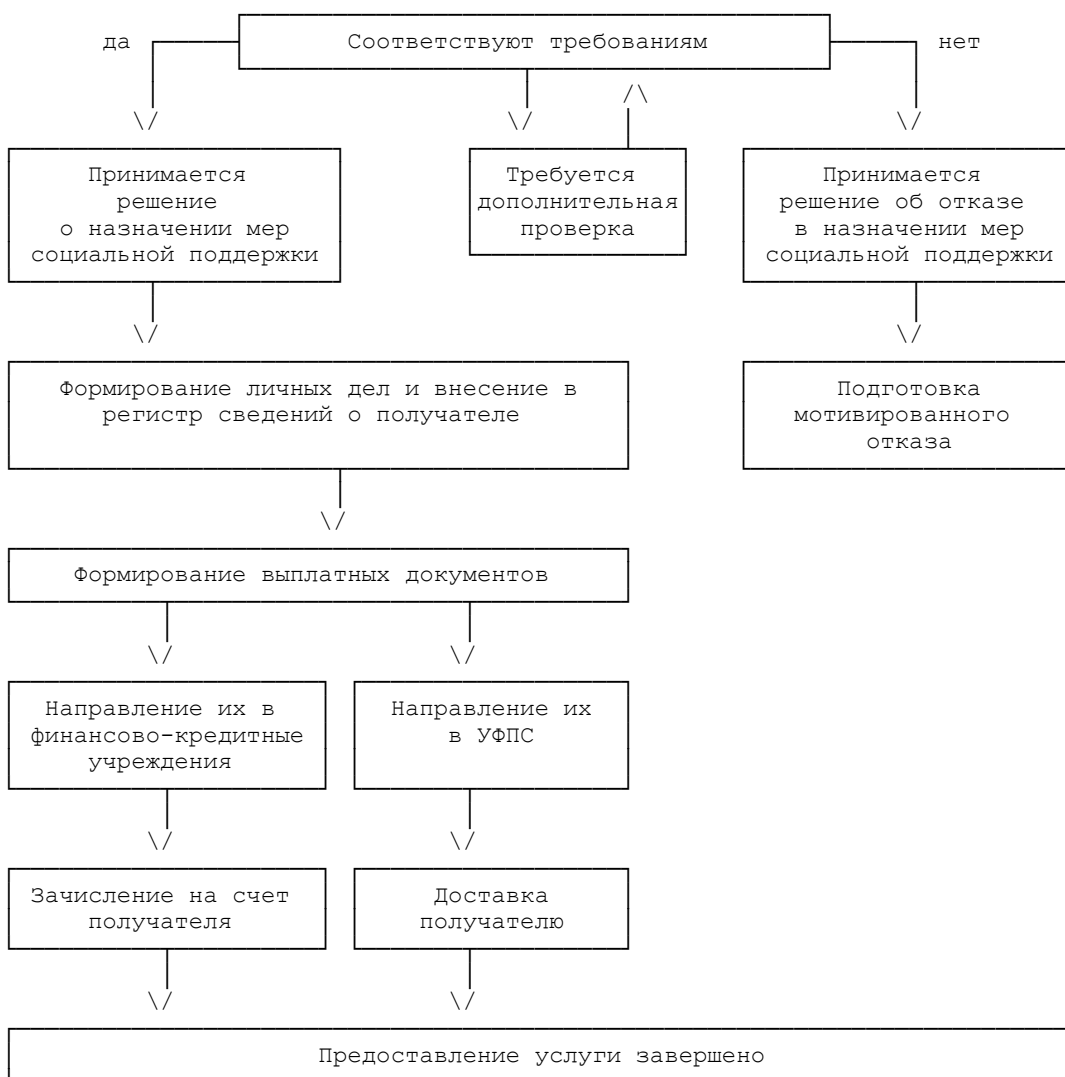 да
Соответствуют требованиям
нет
Принимается
решение
о назначении мер
социальной поддержки
Требуется
дополнительная
проверка
Принимается
решение об отказе
в назначении мер
социальной поддержки
Формирование личных дел и внесение в
регистр сведений о получателе
Подготовка
мотивированного
отказа
Формирование выплатных документов
Направление их в
финансово-кредитные
учреждения
Направление их
в УФПС
Зачисление на счет
получателя
Доставка
получателю
Предоставление услуги завершено